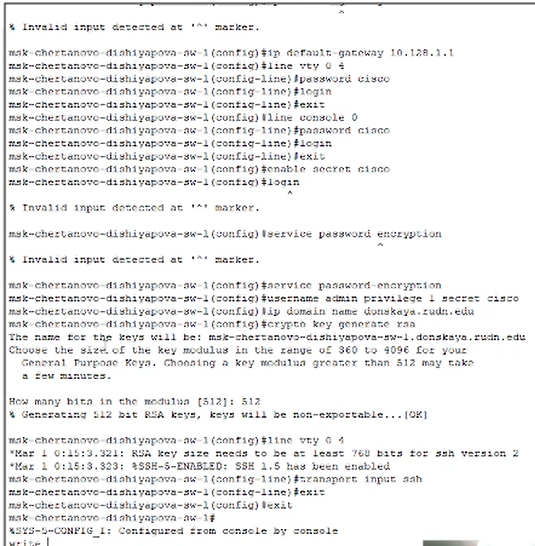 ^
% Invalid input detected at '^' marker.
msk-chertanovo-dishiyapova-sw-1(config)#ip default-gateway 10.128.1.1
msk-chertanovo-dishiyapova-sw-1(config)#line vty 0 4
msk-chertanovo-dishiyapova-sw-1(config-line)#password cisco
msk-chertanovo-dishiyapova-sw-1(config-line)#login
msk-chertanovo-dishiyapova-sw-1(config-line)#exit
msk-chertanovo-dishiyapova-sw-1(config)#line console 0
msk-chertanovo-dishiyapova-sw-1(config-line)#password cisco
msk-chertanovo-dishiyapova-sw-1(config-line)#login
msk-chertanovo-dishiyapova-sw-1(config-line)#exit
msk-chertanovo-dishiyapova-sw-1(config)#enable secret cisco
msk-chertanovo-dishiyapova-sw-1(config)#login
^
% Invalid input detected at '^' marker.
msk-chertanovo-dishiyapova-sw-1(config)#service password encryption
^
% Invalid input detected at '^' marker.
msk-chertanovo-dishiyapova-sw-1(config)#service password-encryption
msk-chertanovo-dishiyapova-sw-1(config)#username admin privilege 1 secret cisco
msk-chertanovo-dishiyapova-sw-1(config)#ip domain name donskaya.rudn.edu
msk-chertanovo-dishiyapova-sw-1(config)#crypto key generate rsa
The name for the keys will be: msk-chertanovo-dishiyapova-sw-1.donskaya.rudn.edu
Choose the size of the key modulus in the range of 360 to 4096 for your
General Purpose Keys. Choosing a key modulus greater than 512 may take
a few minutes.
How many bits in the modulus [512]: 512
% Generating 512 bit RSA keys, keys will be non-exportable...[OK]
msk-chertanovo-dishiyapova-sw-1(config)#line vty 0 4
*Mar 1 0:15:3.321: RSA key size needs to be at least 768 bits for ssh version 2
*Mar 1 0:15:3.323: %SSH-5-ENABLED: SSH 1.5 has been enabled
msk-chertanovo-dishiyapova-sw-1(config-line)#transport input ssh
msk-chertanovo-dishiyapova-sw-1(config-line)#exit
msk-chertanovo-dishiyapova-sw-1(config)#exit
msk-chertanovo-dishiyapova-sw-1#
%SYS-5-CONFIG_I: Configured from console by console
write